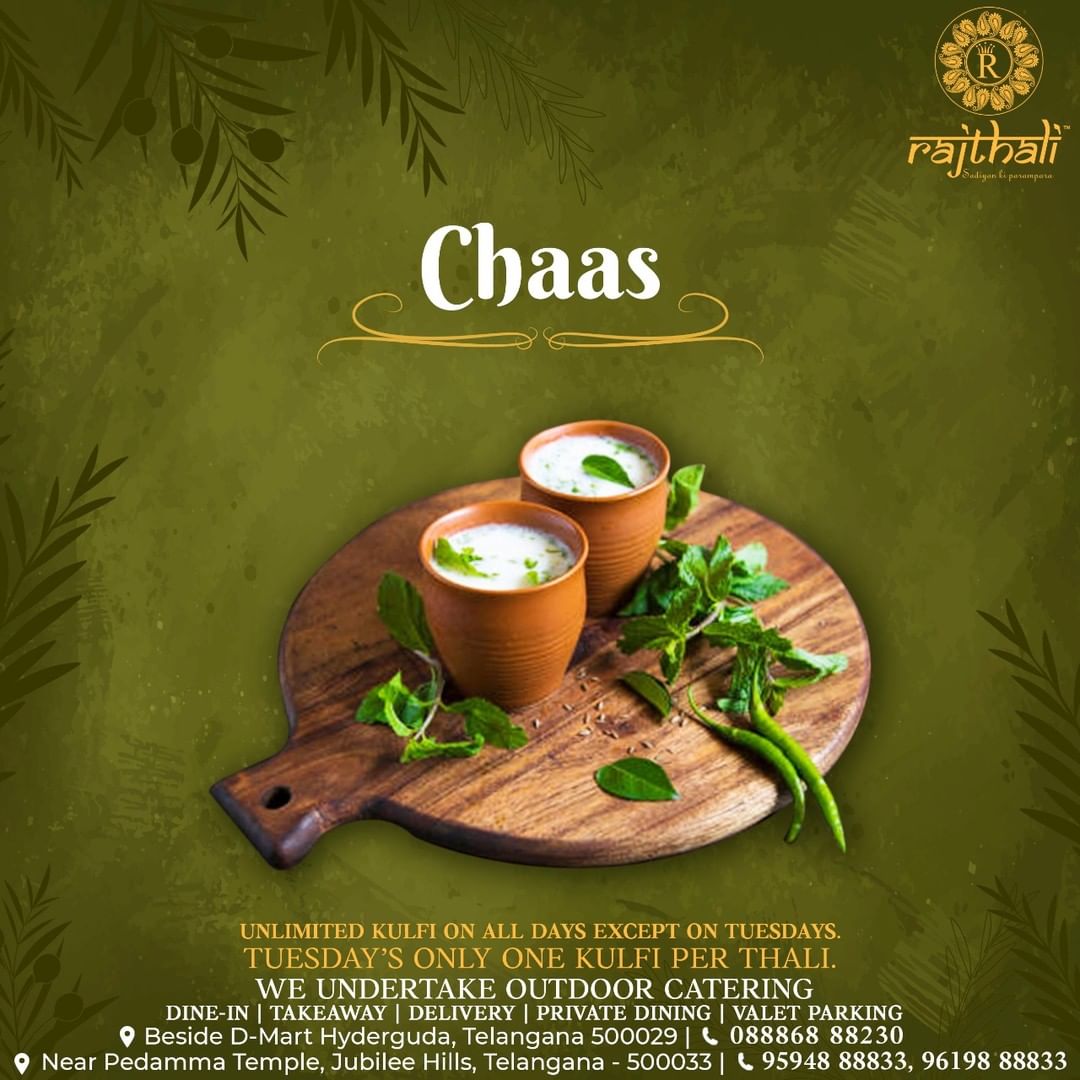 R
rajthali™
Sadiyon ki parampara
Chaas
UNLIMITED KULFI ON ALL DAYS EXCEPT ON TUESDAYS.
TUESDAY'S ONLY ONE KULFI PER THALI.
WE UNDERTAKE OUTDOOR CATERING
DINE-IN | TAKEAWAY | DELIVERY | PRIVATE DINING | VALET PARKING
Beside D-Mart Hyderguda, Telangana 500029 | 088868 88230
Near Pedamma Temple, Jubilee Hills, Telangana - 500033 | 95948 88833, 96198 88833